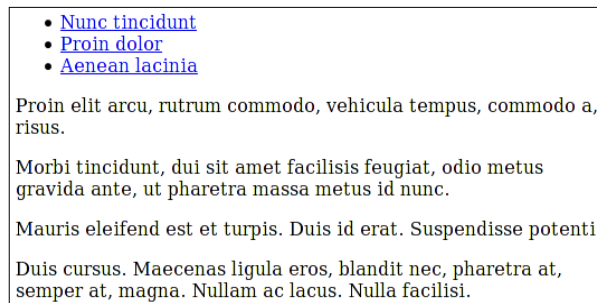 Nunc tincidunt
Proin dolor
Aenean lacinia
Proin elit arcu, rutrum commodo, vehicula tempus, commodo a,
risus.
Morbi tincidunt, dui sit amet facilisis feugiat, odio metus
gravida ante, ut pharetra massa metus id nunc.
Mauris eleifend est et turpis. Duis id erat. Suspendisse potenti
Duis cursus. Maecenas ligula eros, blandit nec, pharetra at,
semper at, magna. Nullam ac lacus. Nulla facilisi.